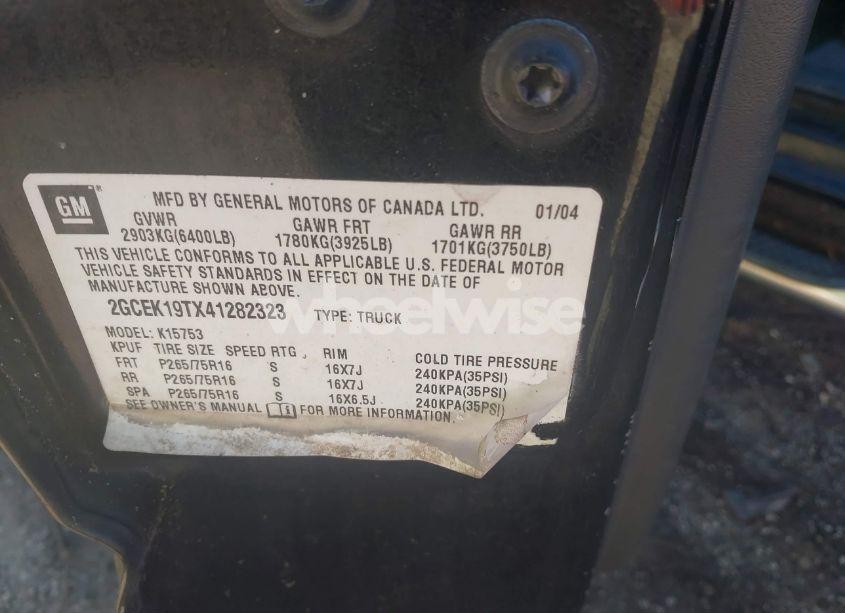 GM
MFD BY GENERAL MOTORS OF CANADA LTD. 01/04
GVWR GAWR FRT GAWR RR
2903KG(6400LB) 1780KG(3925LB) 1701KG(3750LB)
THIS VEHICLE CONFORMS TO ALL APPLICABLE U.S. FEDERAL MOTOR
VEHICLE SAFETY STANDARDS IN EFFECT ON THE DATE OF
MANUFACTURE SHOWN ABOVE.
2GCEK19TX41282323 TYPE: TRUCK
MODEL: K15753
KPUF TIRE SIZE SPEED RTG RIM COLD TIRE PRESSURE
FRT P265/75R16 S 16X7J 240KPA(35PSI)
RR P265/75R16 S 16X7J 240KPA(35PSI)
SPA P265/75R16 S 16X6.5J 240KPA(35PSI)
SEE OWNER'S MANUAL FOR MORE INFORMATION.
wheelwise